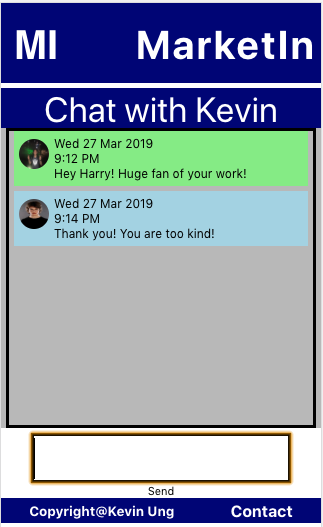 MI MarketIn
Chat with Kevin
Wed 27 Mar 2019
9:12 PM
Hey Harry! Huge fan of your work!
Wed 27 Mar 2019
9:14 PM
Thank you! You are too kind!
Send
Copyright@Kevin Ung Contact